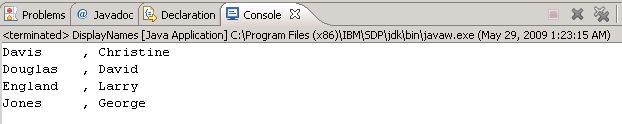 Problems @ Javadoc Declaration Console
<terminated> DisplayNames [Java Application] C:\Program Files (x86)\IBM\SDP\jdk\bin\javaw.exe (May 29, 2009 1:23:15 AM)
Davis     , Christine
Douglas   , David
England   , Larry
Jones     , George